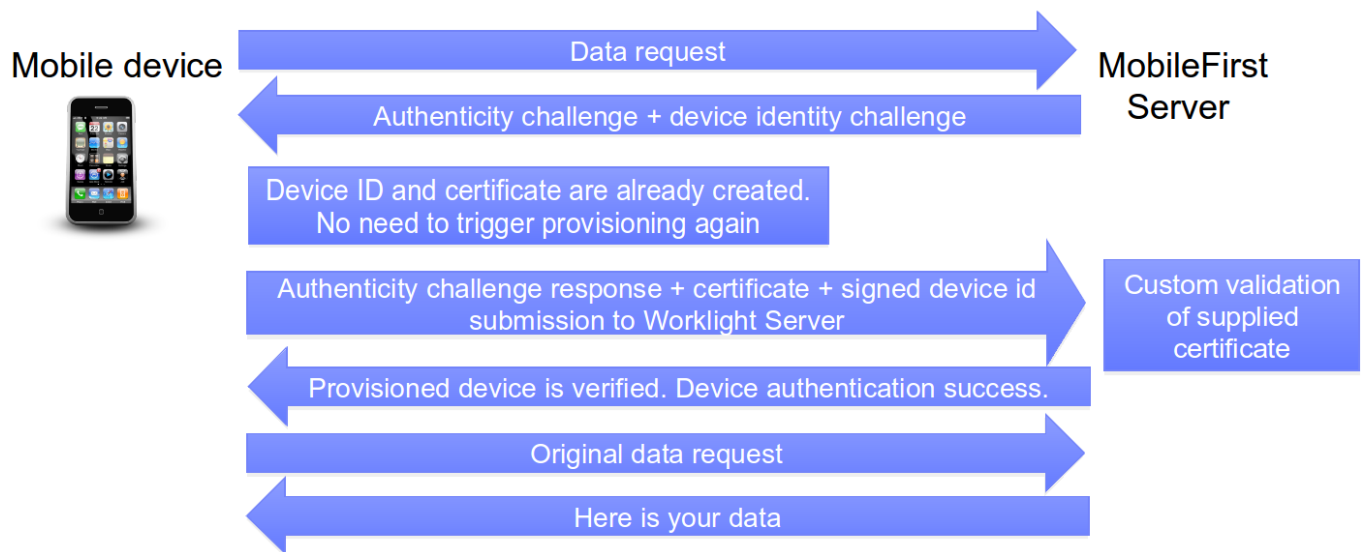 Data request
Mobile device
MobileFirst
Server
Authenticity challenge + device identity challenge
Device ID and certificate are already created.
No need to trigger provisioning again
Authenticity challenge response + certificate + signed device id
submission to Worklight Server
Custom validation
of supplied
certificate
Provisioned device is verified. Device authentication success.
Original data request
Here is your data